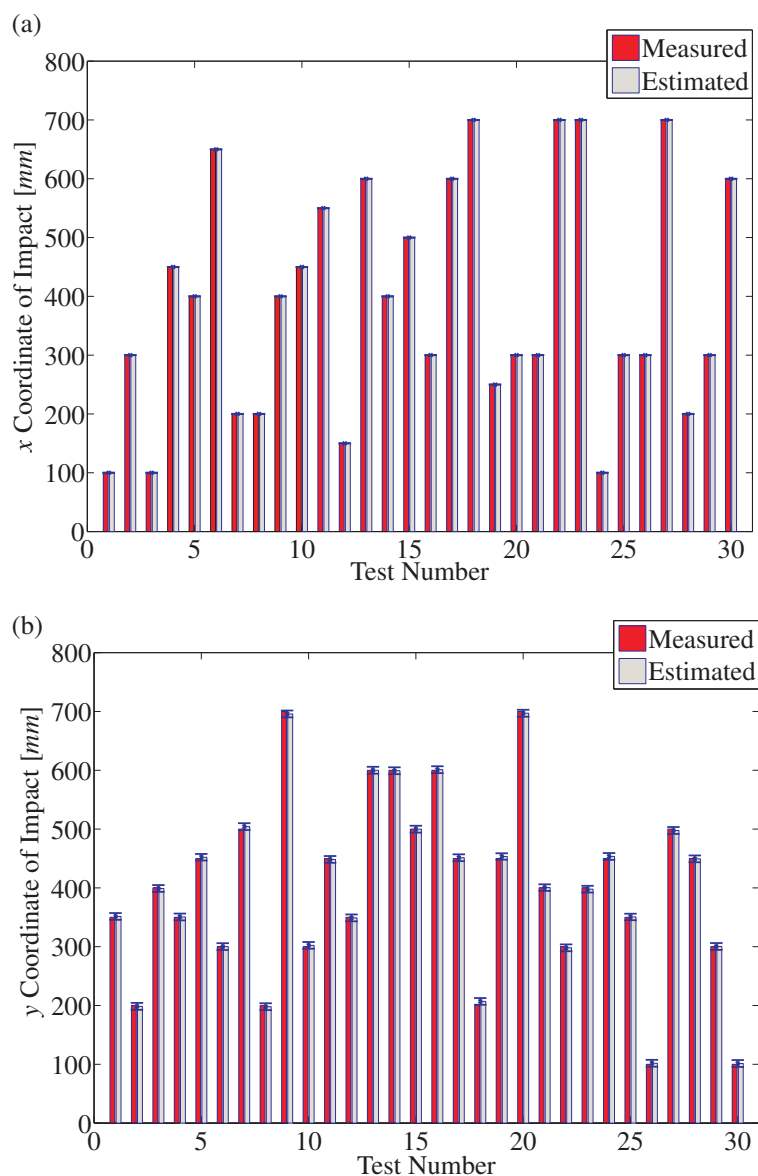 (a)
Measured
Estimated
800
700
600
500
400
300
200
100
0
x Coordinate of Impact [mm]
0 5 10 15 20 25 30
Test Number
(b)
Measured
Estimated
800
700
600
500
400
300
200
100
0
y Coordinate of Impact [mm]
0 5 10 15 20 25 30
Test Number